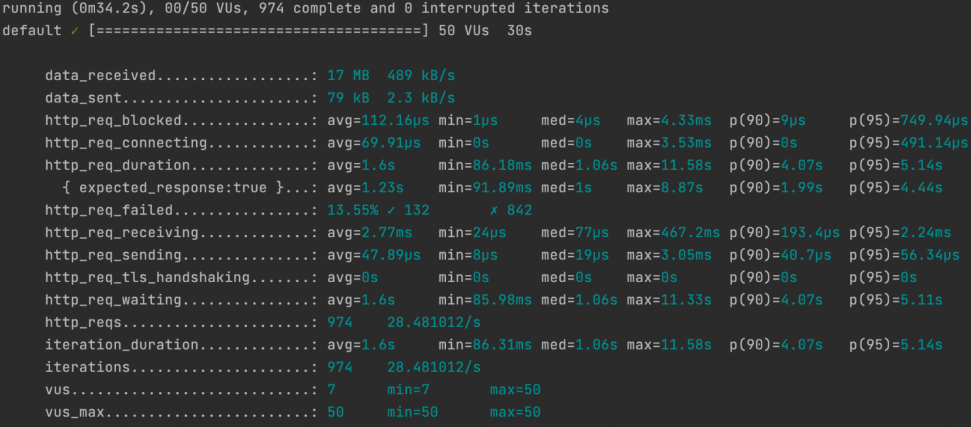 running (0m34.2s), 00/50 VUs, 974 complete and 0 interrupted iterations
default ✓ [======================================] 50 VUs  30s
data_received..................: 17 MB  489 kB/s
data_sent......................: 79 kB  2.3 kB/s
http_req_blocked...............: avg=112.16µs min=1µs     med=4µs   max=4.33ms  p(90)=9µs     p(95)=749.94µs
http_req_connecting............: avg=69.91µs  min=0s      med=0s    max=3.53ms  p(90)=0s      p(95)=491.14µs
http_req_duration..............: avg=1.6s     min=86.18ms med=1.06s max=11.58s  p(90)=4.07s   p(95)=5.14s
{ expected_response:true }...: avg=1.23s    min=91.89ms med=1s    max=8.87s   p(90)=1.99s   p(95)=4.44s
http_req_failed................: 13.55% ✓ 132       ✗ 842
http_req_receiving.............: avg=2.77ms   min=24µs    med=77µs  max=467.2ms p(90)=193.4µs p(95)=2.24ms
http_req_sending...............: avg=47.89µs  min=8µs     med=19µs  max=3.05ms  p(90)=40.7µs  p(95)=56.34µs
http_req_tls_handshaking.......: avg=0s       min=0s      med=0s    max=0s      p(90)=0s      p(95)=0s
http_req_waiting...............: avg=1.6s     min=85.98ms med=1.06s max=11.33s  p(90)=4.07s   p(95)=5.11s
http_reqs......................: 974    28.481012/s
iteration_duration.............: avg=1.6s     min=86.31ms med=1.06s max=11.58s  p(90)=4.07s   p(95)=5.14s
iterations.....................: 974    28.481012/s
vus............................: 7      min=7       max=50
vus_max........................: 50     min=50      max=50